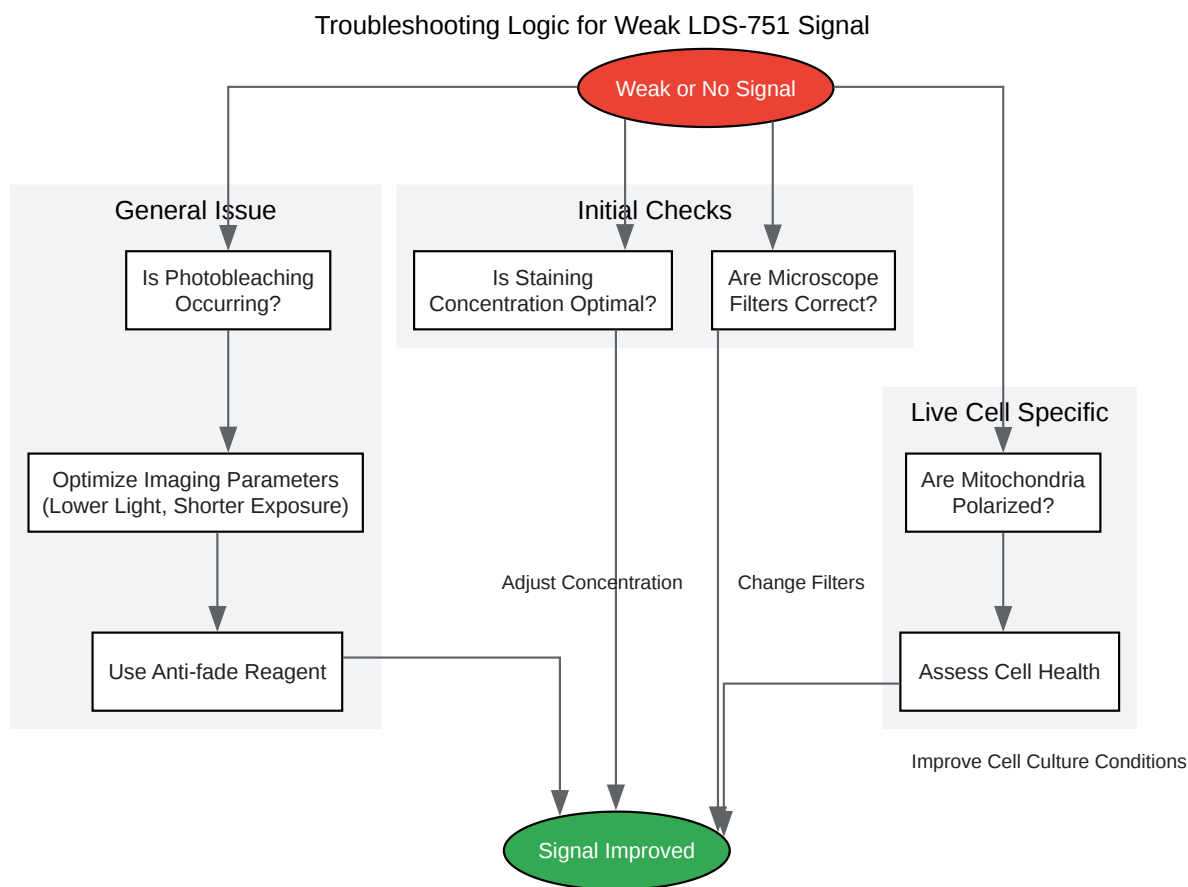 Troubleshooting Logic for Weak LDS-751 Signal
Weak or No Signal
General Issue
Initial Checks
Is Photobleaching
Occurring?
Is Staining
Concentration Optimal?
Are Microscope
Filters Correct?
Live Cell Specific
Optimize Imaging Parameters
(Lower Light, Shorter Exposure)
Are Mitochondria
Polarized?
Adjust Concentration
Change Filters
Use Anti-fade Reagent
Assess Cell Health
Improve Cell Culture Conditions
Signal Improved